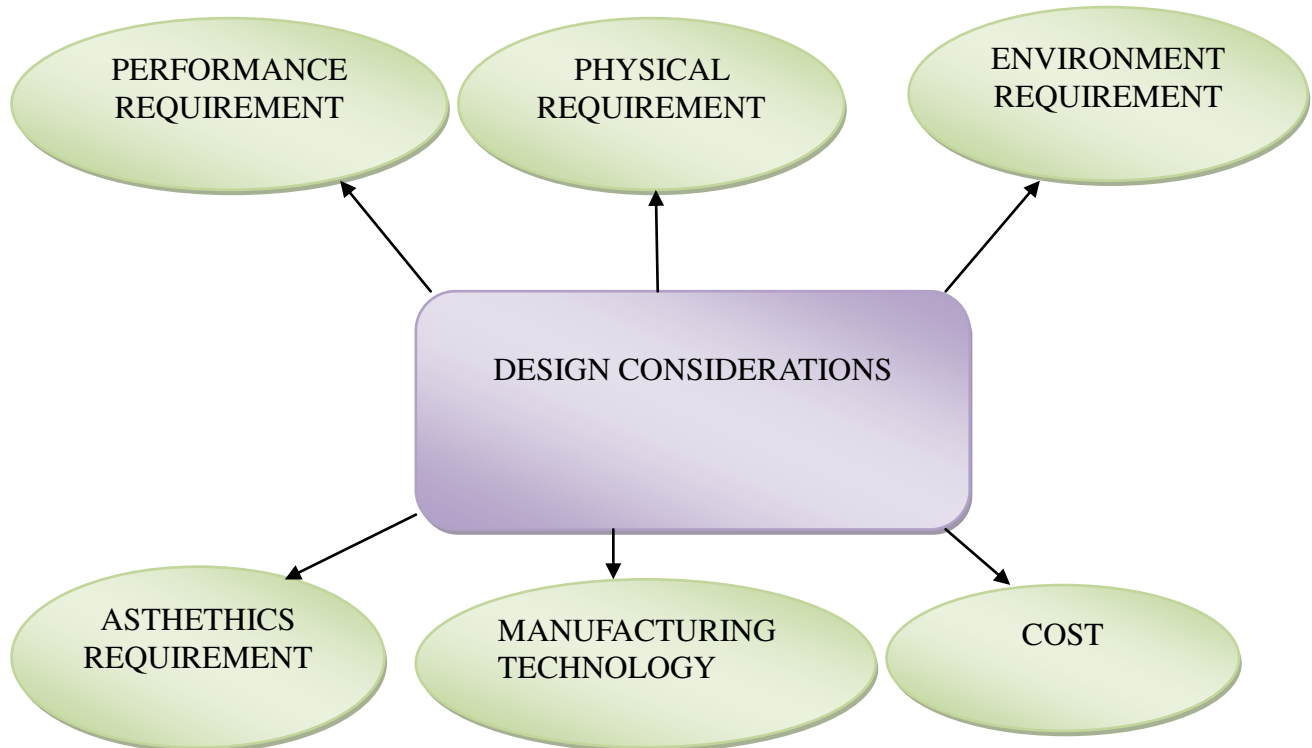 PERFORMANCE
REQUIREMENT
PHYSICAL
REQUIREMENT
ENVIRONMENT
REQUIREMENT
DESIGN CONSIDERATIONS
ASTHETHICS
REQUIREMENT
MANUFACTURING
TECHNOLOGY
COST